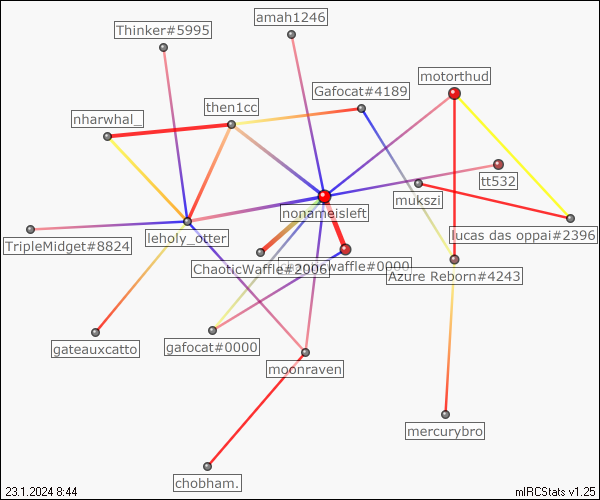 amah1246
Thinker#5995
motorthud
Gafocat#4189
then1cc
nharwhal_
tt532
mukszi
nonameisleft
lucas das oppai#2396
leholy_otter
TripleMidget#8824
ChaoticWaffle#2006
waffle#0000
Azure Reborn#4243
gateauxcatto
gafocat#0000
moonraven
mercurybro
chobham.
23.1.2024 8:44
mIRCStats v1.25